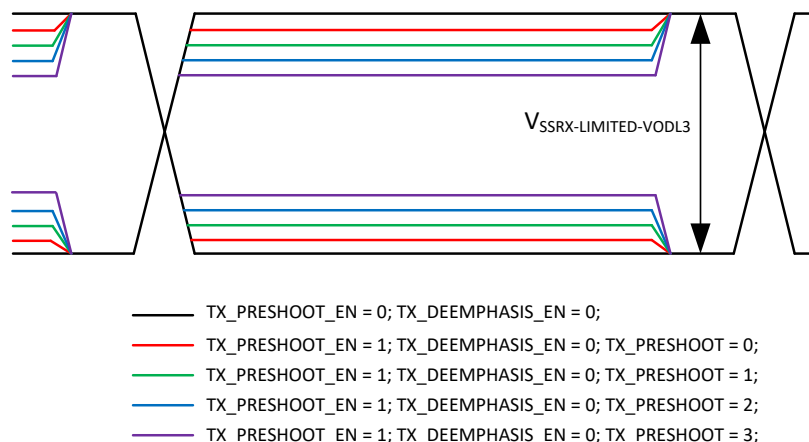 VSSRX-LIMITED-VODL3
TX_PRESHOOT_EN = 0; TX_DEEMPHASIS_EN = 0;
TX_PRESHOOT_EN = 1; TX_DEEMPHASIS_EN = 0; TX_PRESHOOT = 0;
TX_PRESHOOT_EN = 1; TX_DEEMPHASIS_EN = 0; TX_PRESHOOT = 1;
TX_PRESHOOT_EN = 1; TX_DEEMPHASIS_EN = 0; TX_PRESHOOT = 2;
TX_PRESHOOT_EN = 1; TX_DEEMPHASIS_EN = 0; TX_PRESHOOT = 3;